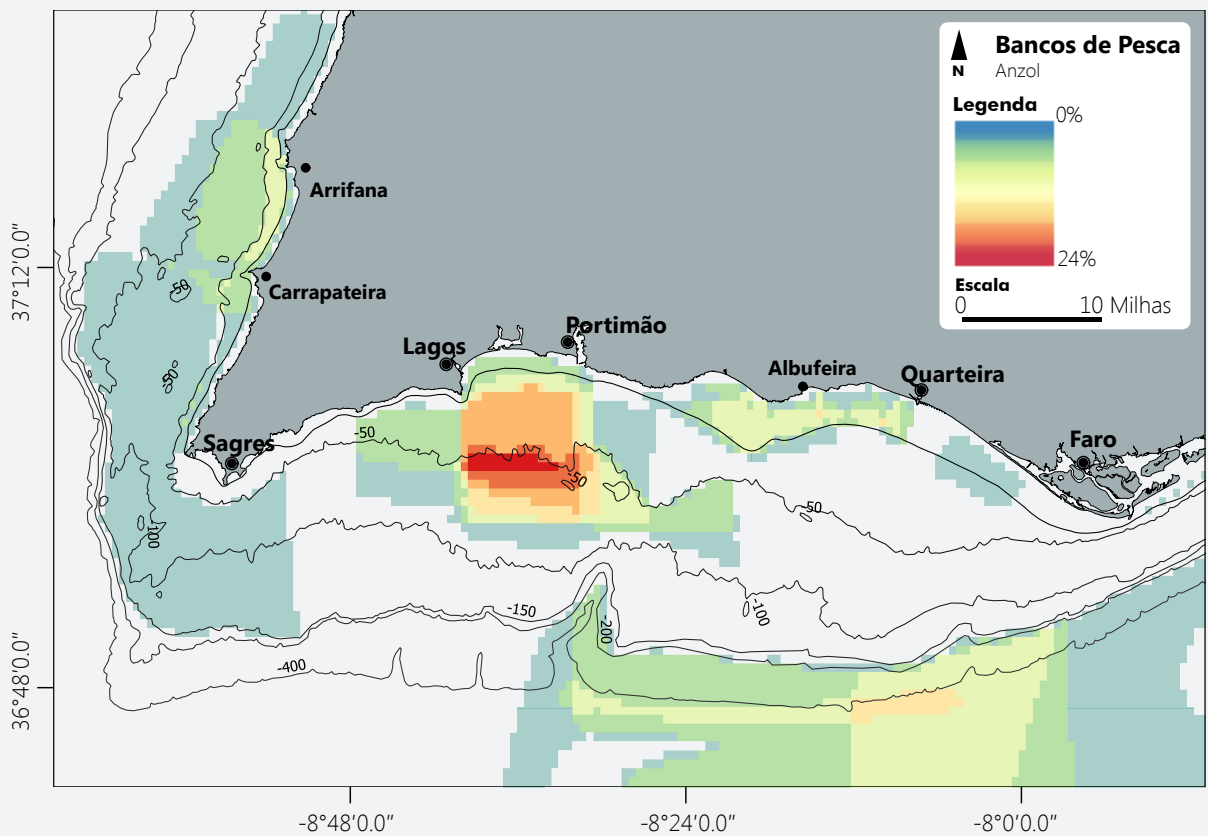 Bancos de Pesca
Anzol
N
Legenda
0%
24%
Escala
0
10 Milhas
Arrifana
37°12'0.0"
-50
Carrapateira
Portimão
Lagos
-50
Albufeira
Quarteira
-50
Sagres
Faro
-50
-50
-100
-150
-100
-200
-400
36°48'0.0"
-8°48'0.0"
-8°24'0.0"
-8°0'0.0"